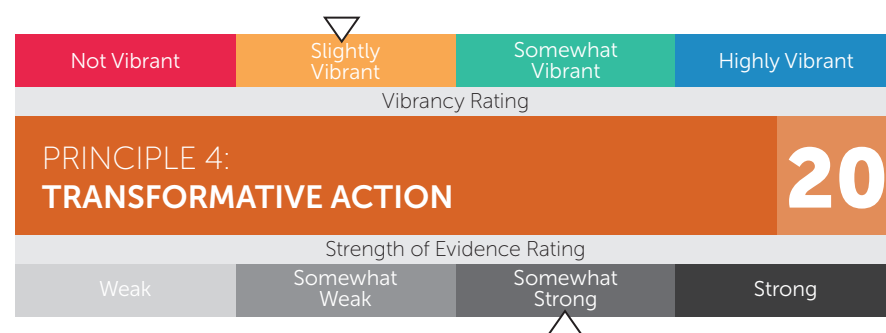 Not Vibrant
Slightly
Vibrant
Somewhat
Vibrant
Highly Vibrant
Vibrancy Rating
PRINCIPLE 4:
TRANSFORMATIVE ACTION
20
Strength of Evidence Rating
Weak
Somewhat
Weak
Somewhat
Strong
Strong